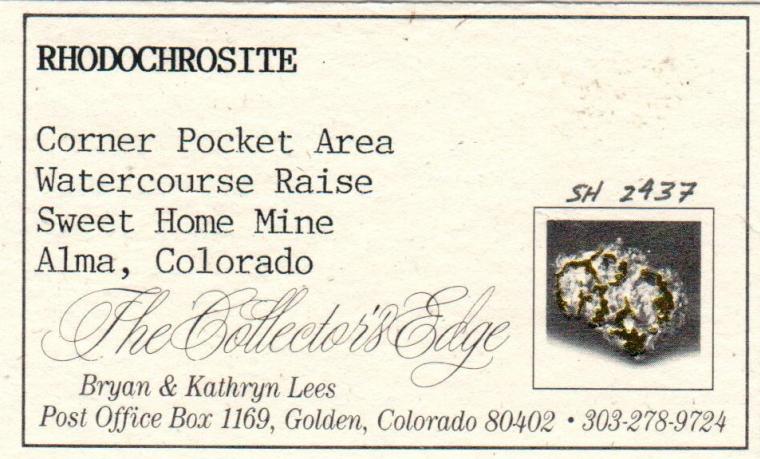 RHODOCHROSITE
Corner Pocket Area
Watercourse Raise
Sweet Home Mine
Alma, Colorado
SH 2437
The Collector's Edge
Bryan & Kathryn Lees
Post Office Box 1169, Golden, Colorado 80402 • 303-278-9724